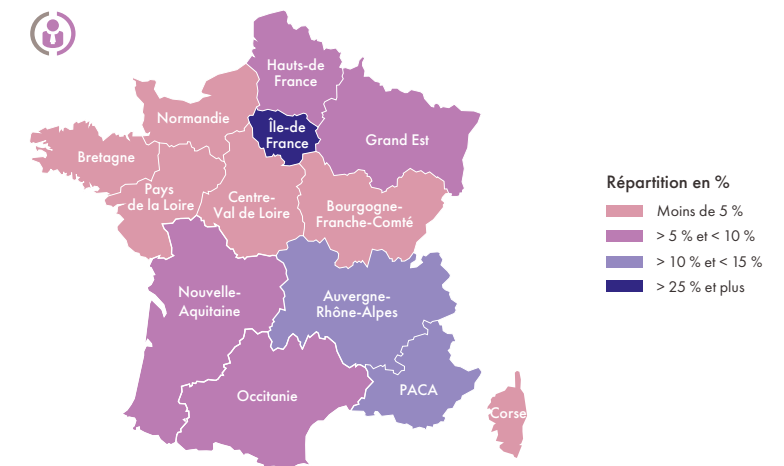 Hauts-de
France
Normandie
Île-de
France
Grand Est
Bretagne
Pays
de la Loire
Centre-
Val de Loire
Bourgogne-
Franche-Comté
Nouvelle-
Aquitaine
Auvergne-
Rhône-Alpes
Occitanie
PACA
Corse
Répartition en %
Moins de 5 %
> 5 % et < 10 %
> 10 % et < 15 %
> 25 % et plus